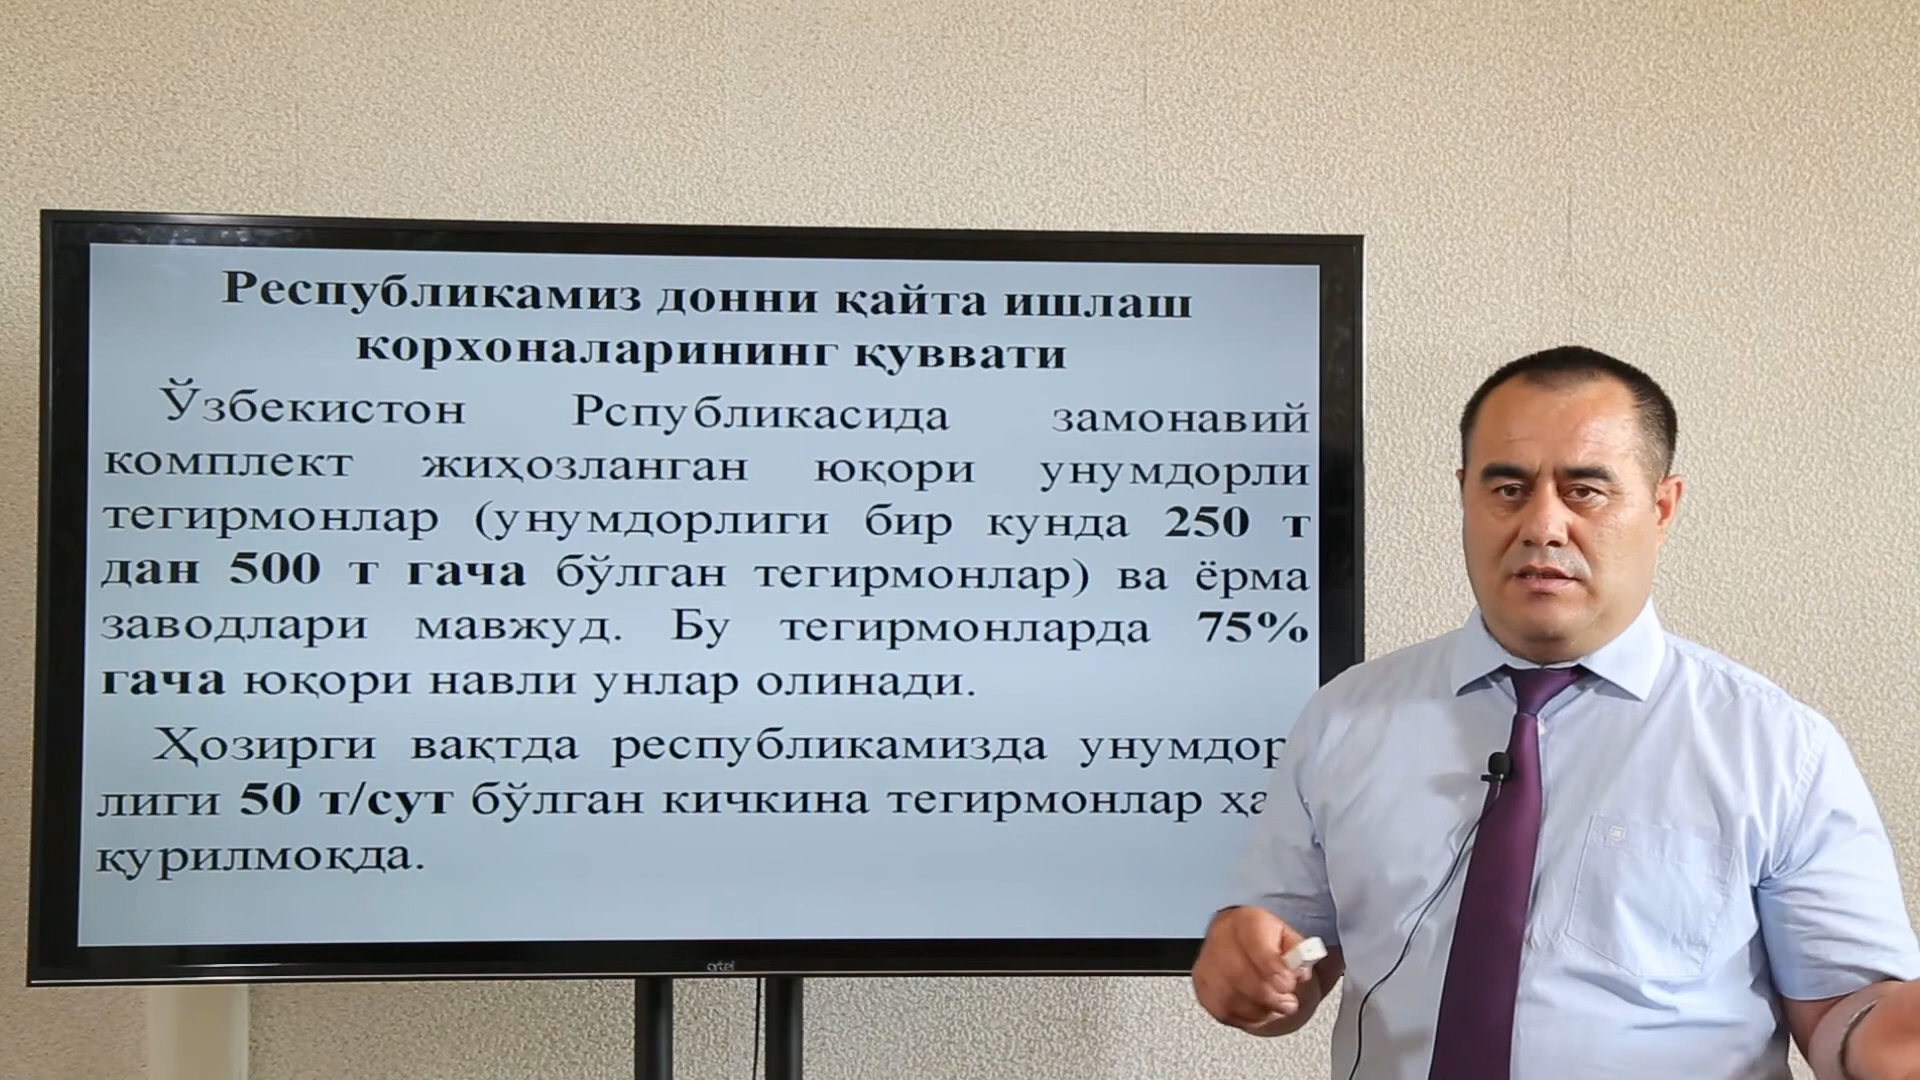 Республикамиз донни қайта ишлаш
корхоналарининг қуввати
Ўзбекистон Рспубликасида замонавий
комплект жиҳозланган юқори унумдорли
тегирмонлар (унумдорлиги бир кунда 250 т
дан 500 т гача бўлган тегирмонлар) ва ёрма
заводлари мавжуд. Бу тегирмонларда 75%
гача юқори навли унлар олинади.
Ҳозирги вақтда республикамизда унумдор
лиги 50 т/сут бўлган кичкина тегирмонлар
қурилмоқда.
artel